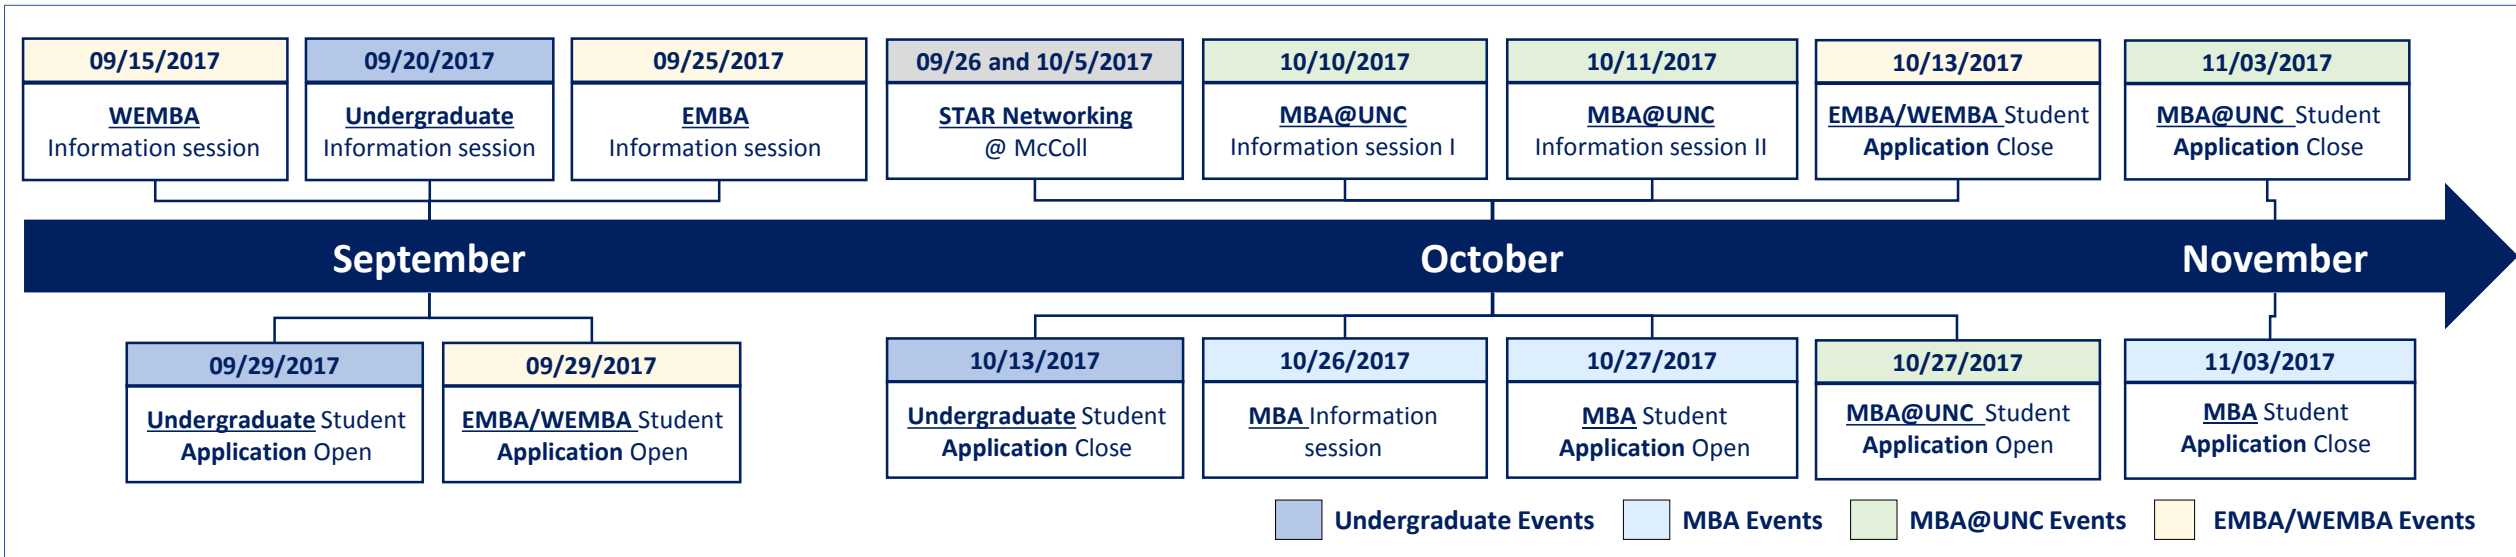 09/15/2017
WEMBA
Information session
09/20/2017
Undergraduate
Information session
09/25/2017
EMBA
Information session
09/26 and 10/5/2017
STAR Networking
@ McColl
10/10/2017
MBA@UNC
Information session I
10/11/2017
MBA@UNC
Information session II
10/13/2017
EMBA/WEMBA Student
Application Close
11/03/2017
MBA@UNC Student
Application Close
September
October
November
09/29/2017
Undergraduate Student
Application Open
09/29/2017
EMBA/WEMBA Student
Application Open
10/13/2017
Undergraduate Student
Application Close
10/26/2017
MBA Information
session
10/27/2017
MBA Student
Application Open
10/27/2017
MBA@UNC Student
Application Open
11/03/2017
MBA Student
Application Close
Undergraduate Events
MBA Events
MBA@UNC Events
EMBA/WEMBA Events